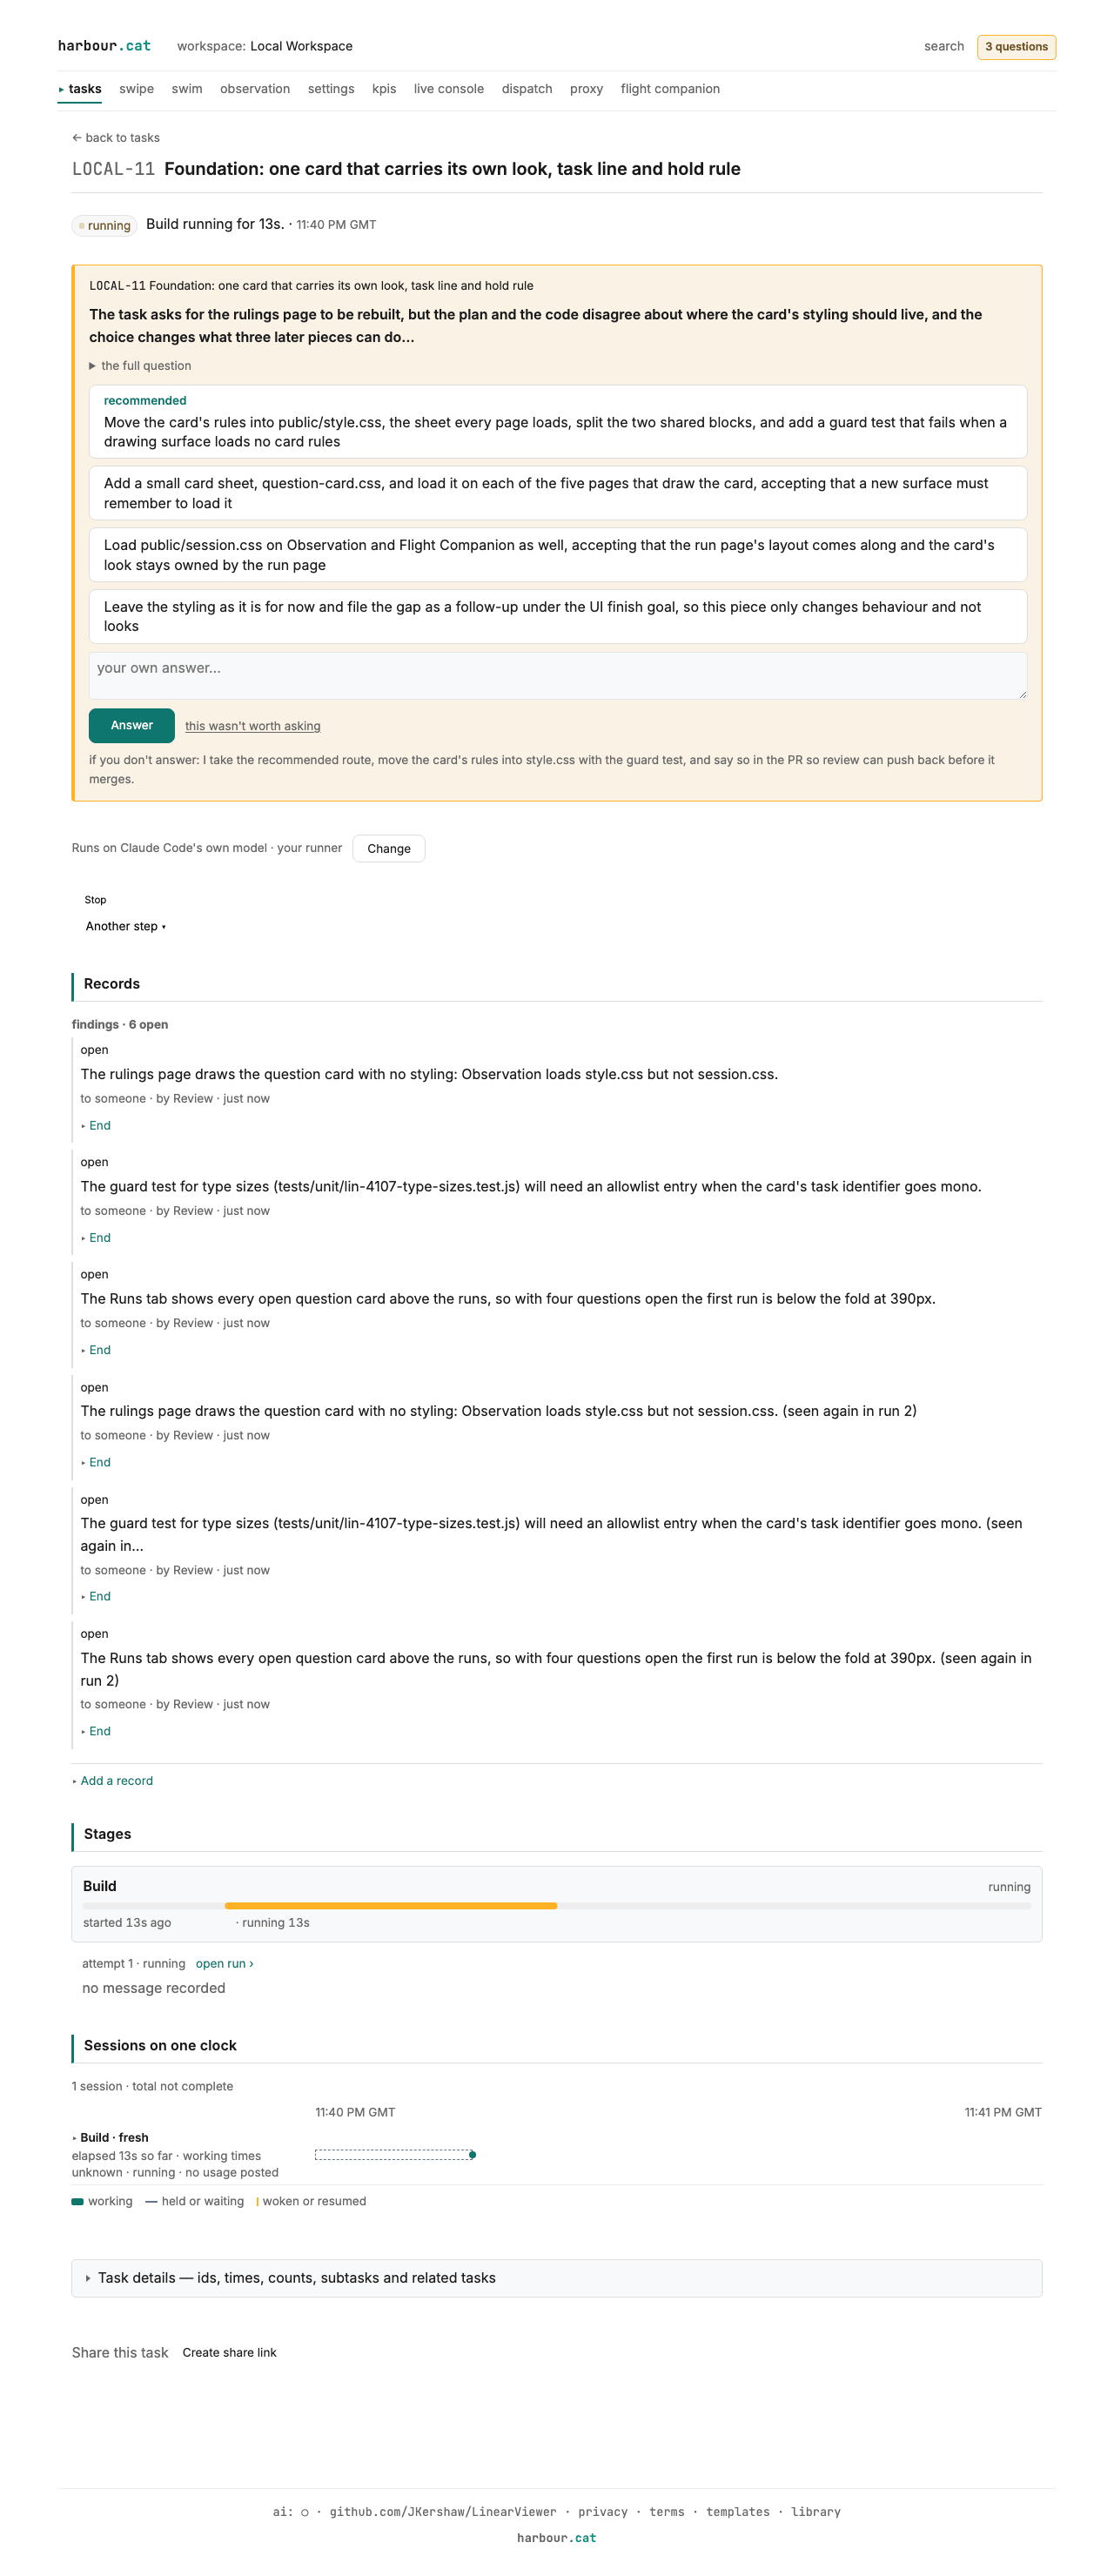 harbour.cat workspace: Local Workspace search 3 questions
▸ tasks swipe swim observation settings kpis live console dispatch proxy flight companion
← back to tasks
LOCAL-11 Foundation: one card that carries its own look, task line and hold rule
running Build running for 13s. · 11:40 PM GMT
LOCAL-11 Foundation: one card that carries its own look, task line and hold rule
The task asks for the rulings page to be rebuilt, but the plan and the code disagree about where the card's styling should live, and the
choice changes what three later pieces can do…
▶ the full question
recommended
Move the card's rules into public/style.css, the sheet every page loads, split the two shared blocks, and add a guard test that fails when a
drawing surface loads no card rules
Add a small card sheet, question-card.css, and load it on each of the five pages that draw the card, accepting that a new surface must
remember to load it
Load public/session.css on Observation and Flight Companion as well, accepting that the run page's layout comes along and the card's
look stays owned by the run page
Leave the styling as it is for now and file the gap as a follow-up under the UI finish goal, so this piece only changes behaviour and not
looks
your own answer…
Answer this wasn't worth asking
if you don't answer: I take the recommended route, move the card's rules into style.css with the guard test, and say so in the PR so review can push back before it
merges.
Runs on Claude Code's own model · your runner Change
Stop
Another step ▾
Records
findings · 6 open
open
The rulings page draws the question card with no styling: Observation loads style.css but not session.css.
to someone · by Review · just now
▸ End
open
The guard test for type sizes (tests/unit/lin-4107-type-sizes.test.js) will need an allowlist entry when the card's task identifier goes mono.
to someone · by Review · just now
▸ End
open
The Runs tab shows every open question card above the runs, so with four questions open the first run is below the fold at 390px.
to someone · by Review · just now
▸ End
open
The rulings page draws the question card with no styling: Observation loads style.css but not session.css. (seen again in run 2)
to someone · by Review · just now
▸ End
open
The guard test for type sizes (tests/unit/lin-4107-type-sizes.test.js) will need an allowlist entry when the card's task identifier goes mono. (seen
again in…
to someone · by Review · just now
▸ End
open
The Runs tab shows every open question card above the runs, so with four questions open the first run is below the fold at 390px. (seen again in
run 2)
to someone · by Review · just now
▸ End
▸ Add a record
Stages
Build running
started 13s ago · running 13s
attempt 1 · running open run ›
no message recorded
Sessions on one clock
1 session · total not complete
11:40 PM GMT 11:41 PM GMT
▸ Build · fresh
elapsed 13s so far · working times
unknown · running · no usage posted
working held or waiting woken or resumed
▸ Task details — ids, times, counts, subtasks and related tasks
Share this task Create share link
ai: ○ · github.com/JKershaw/LinearViewer · privacy · terms · templates · library
harbour.cat